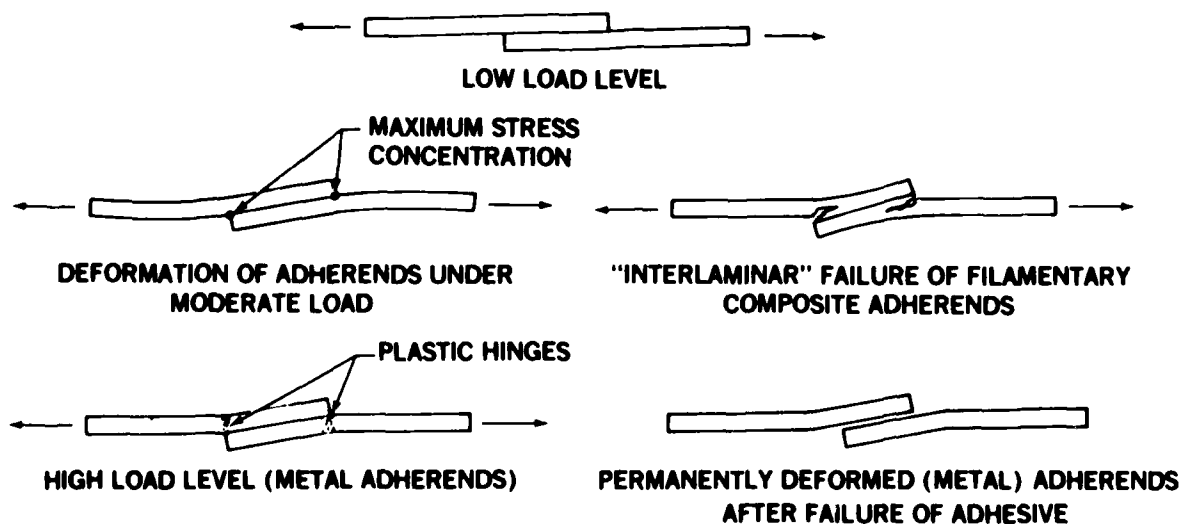 LOW LOAD LEVEL
MAXIMUM STRESS
CONCENTRATION
DEFORMATION OF ADHERENDS UNDER
MODERATE LOAD
"INTERLAMINAR" FAILURE OF FILAMENTARY
COMPOSITE ADHERENDS
PLASTIC HINGES
HIGH LOAD LEVEL (METAL ADHERENDS)
PERMANENTLY DEFORMED (METAL) ADHERENDS
AFTER FAILURE OF ADHESIVE